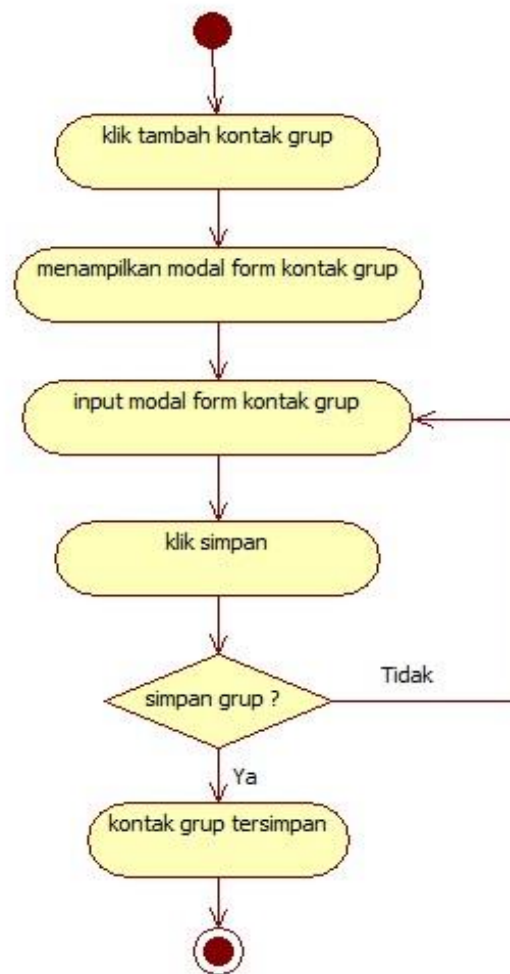 klik tambah kontak grup
menampilkan modal form kontak grup
input modal form kontak grup
klik simpan
simpan grup ?
Tidak
Ya
kontak grup tersimpan